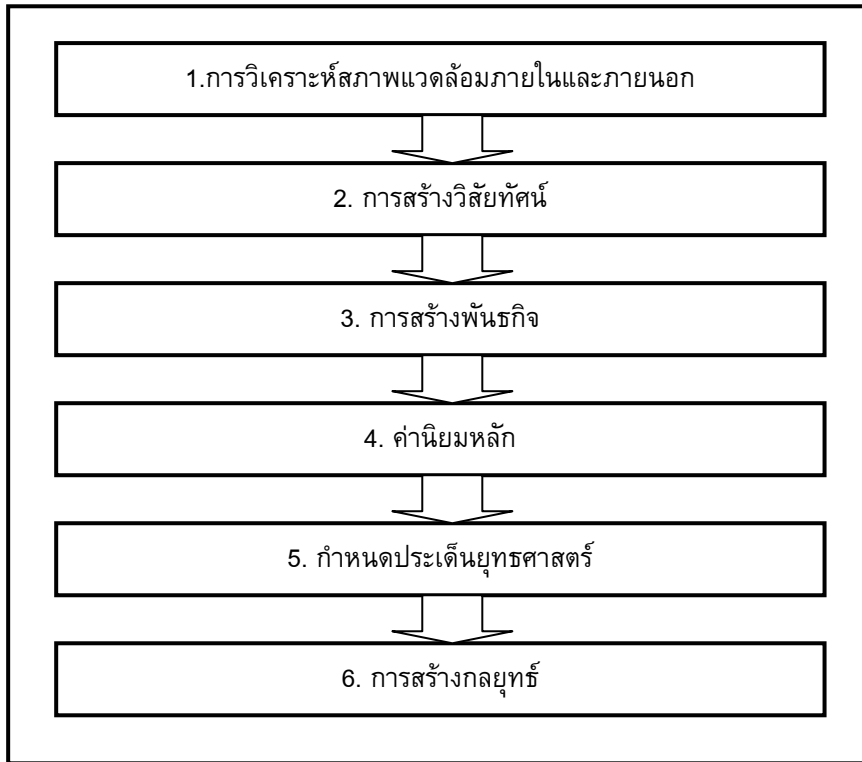 1.การวิเคราะห์สภาพแวดล้อมภายในและภายนอก
2. การสร้างวิสัยทัศน์
3. การสร้างพันธกิจ
4. ค่านิยมหลัก
5. กำหนดประเด็นยุทธศาสตร์
6. การสร้างกลยุทธ์